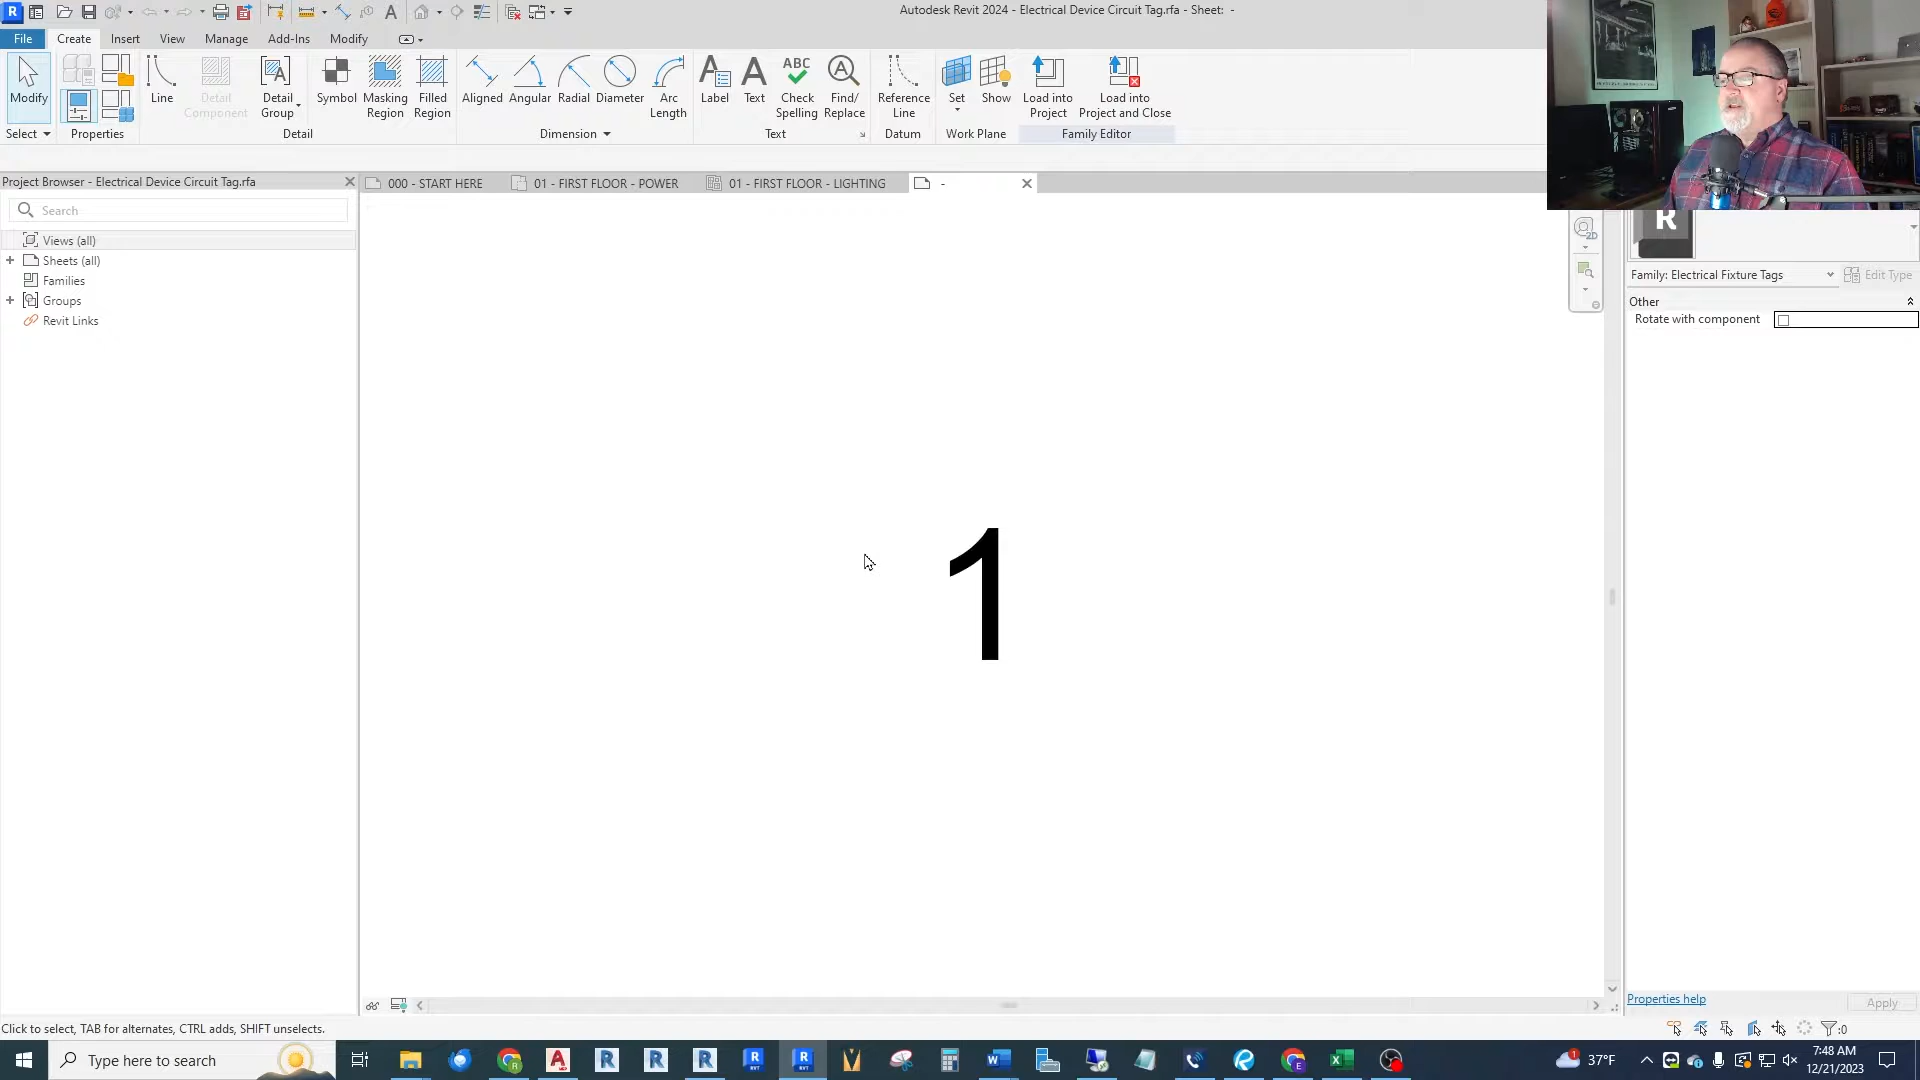 Autodesk Revit 2024 - Electrical Device Circuit Tag.rfa - Sheet: -
File Create Insert View Manage Add-Ins Modify
Modify Line Detail Component Detail Group Symbol Masking Region Filled Region Aligned Angular Radial Diameter Arc Length Label Text ABC Check Spelling Find/ Replace Reference Line Set Show Load into Project Load into Project and Close
Select Properties Detail Dimension Text Datum Work Plane Family Editor
Project Browser - Electrical Device Circuit Tag.rfa
000 - START HERE
01 - FIRST FLOOR - POWER
01 - FIRST FLOOR - LIGHTING
-
Search
Views (all)
Sheets (all)
Families
Groups
Revit Links
1
2D
R
Family: Electrical Fixture Tags
Edit Type
Other
Rotate with component
Properties help
Apply
Click to select, TAB for alternates, CTRL adds, SHIFT unselects.
:0
Type here to search
37°F
7:48 AM
12/21/2023